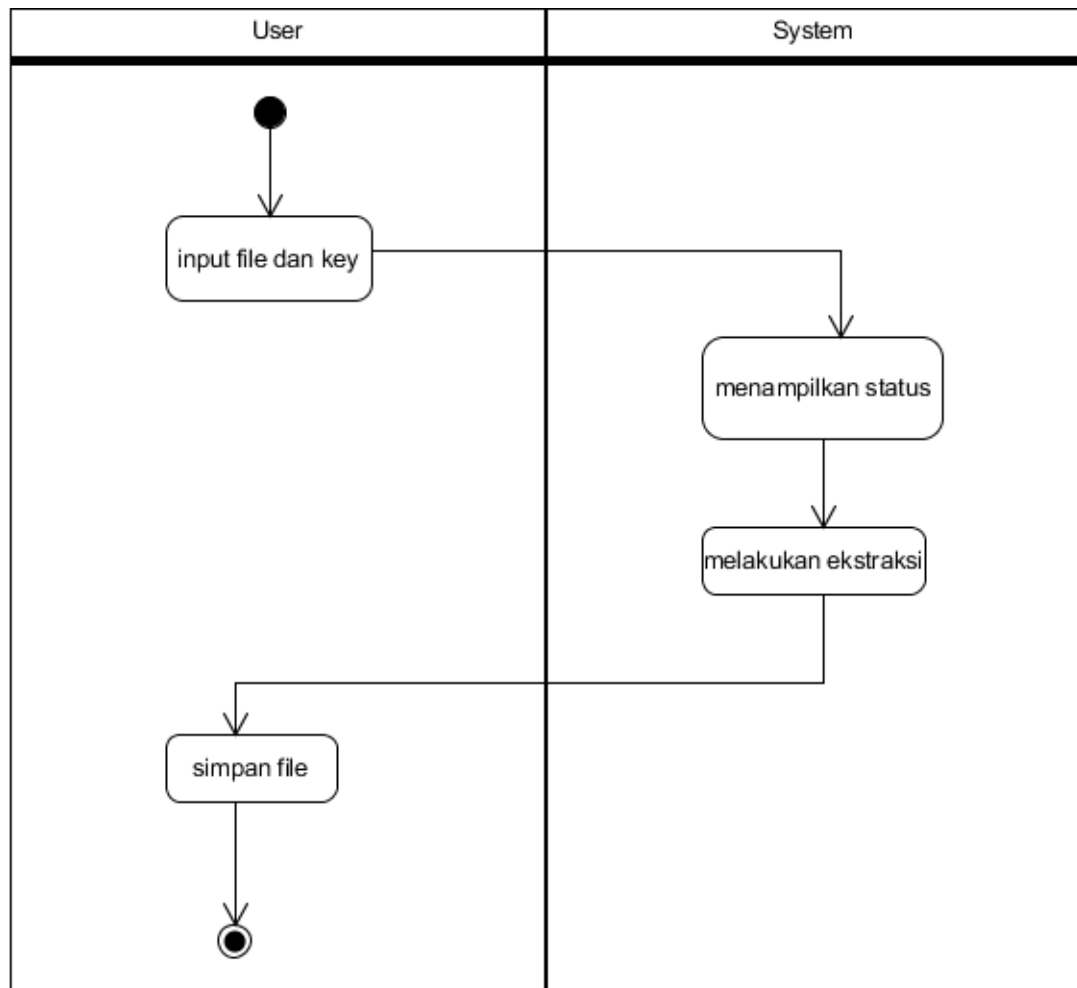 User
System
input file dan key
menampilkan status
melakukan ekstraksi
simpan file